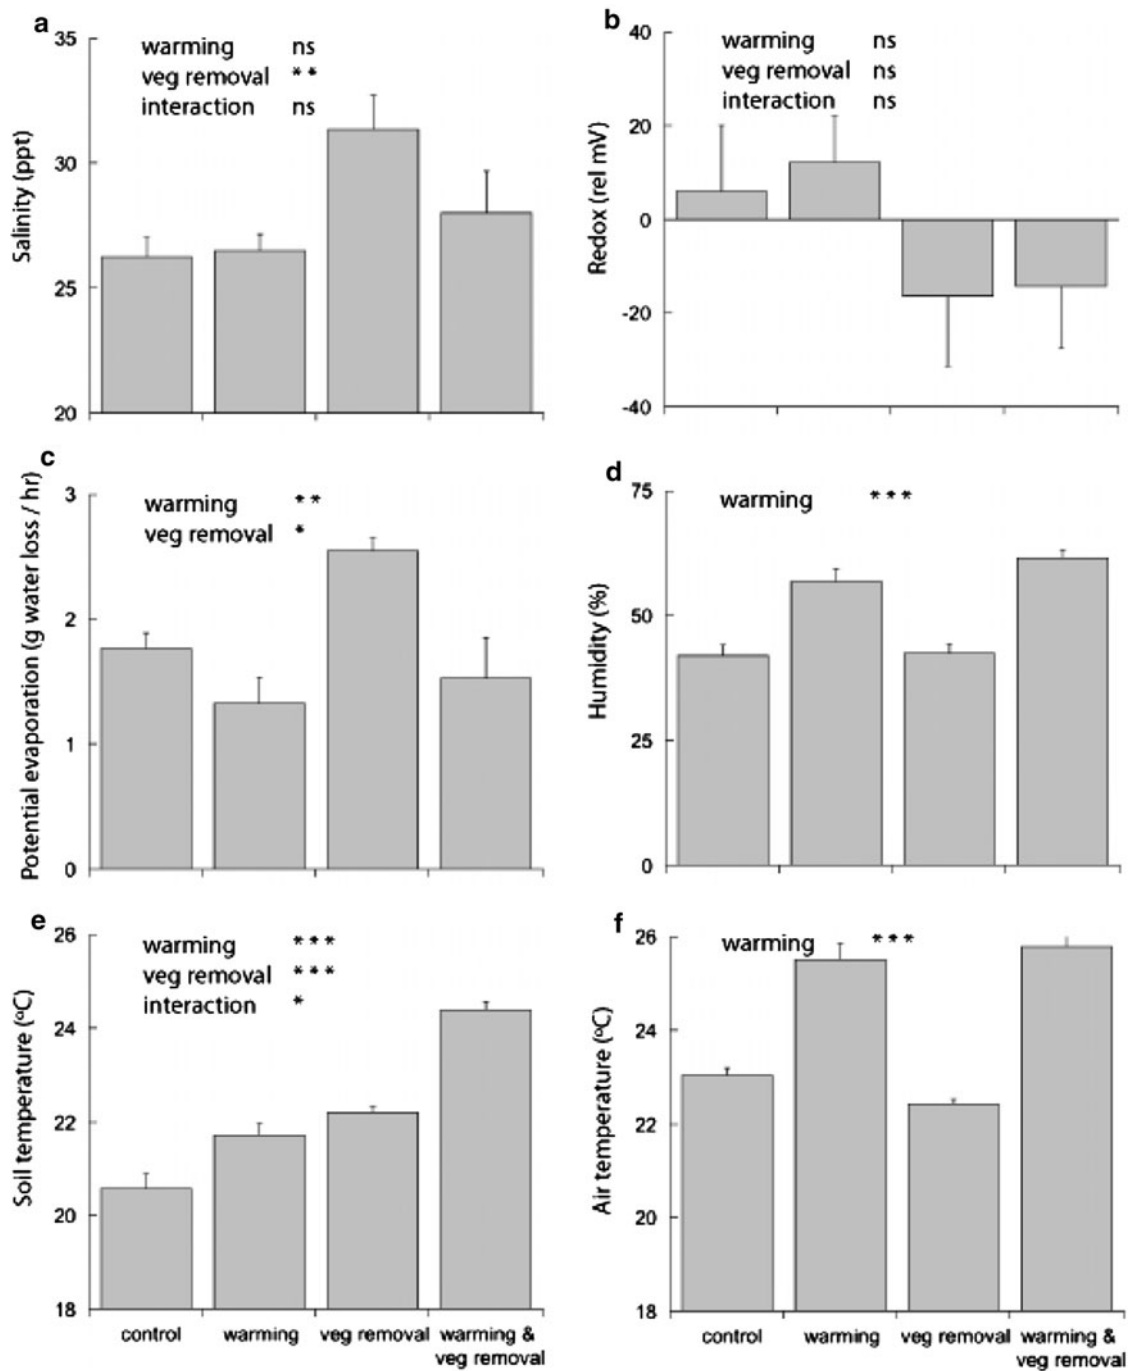 a
35
30
25
20
Salinity (ppt)
warming ns
veg removal **
interaction ns
b
40
20
0
-20
-40
Redox (rel mV)
warming ns
veg removal ns
interaction ns
c
3
2
1
0
Potential evaporation (g water loss / hr)
warming **
veg removal *
d
75
50
25
0
Humidity (%)
warming ***
e
26
24
22
20
18
Soil temperature (ºC)
warming ***
veg removal ***
interaction *
control
warming
veg removal
warming &
veg removal
f
26
24
22
20
18
Air temperature (ºC)
warming ***
control
warming
veg removal
warming &
veg removal